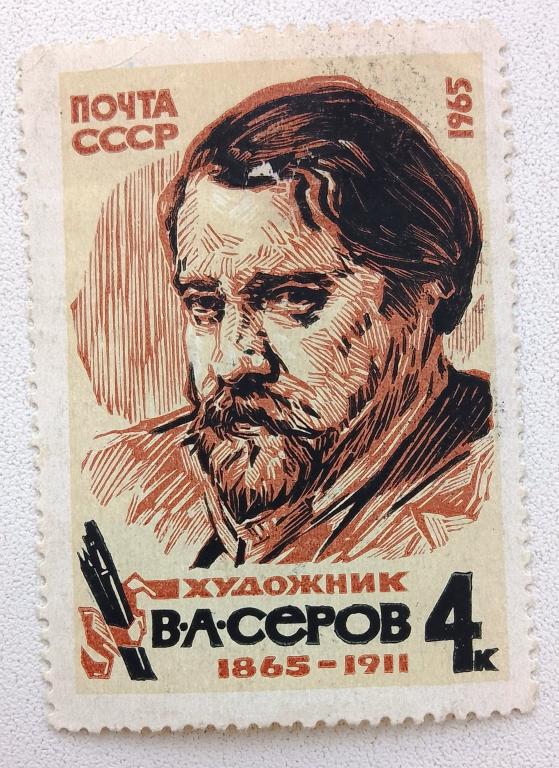 ПОЧТА
СССР
1965
ХУДОЖНИК
В·А·СЕРОВ
4к
1865-1911